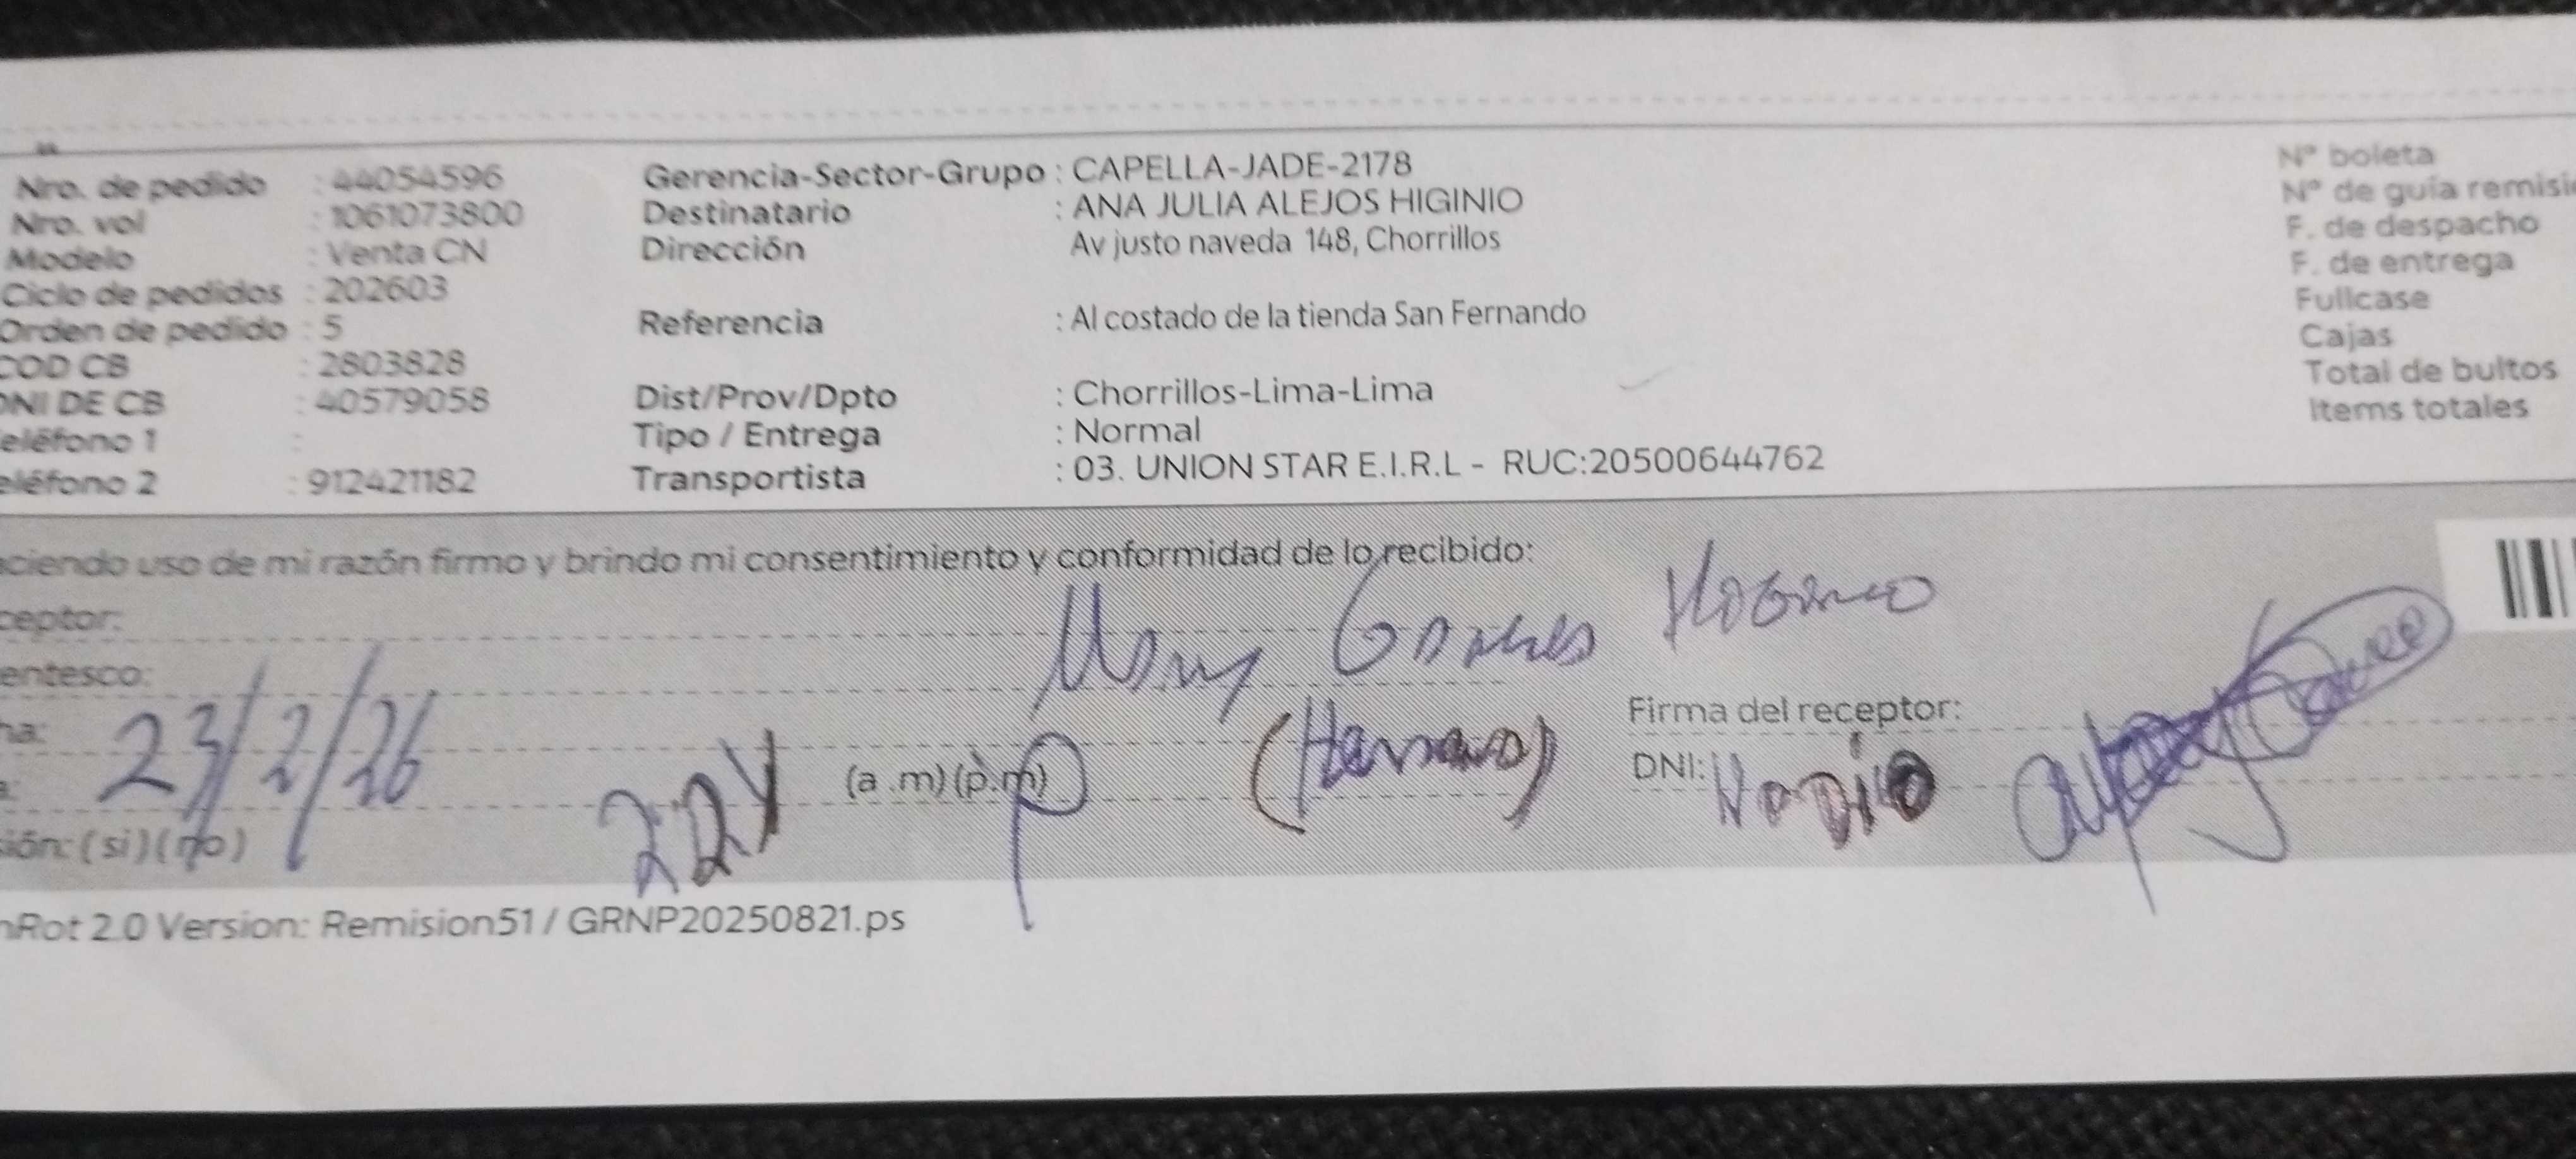 Nro. de pedido : 44054596
Nro. vol : 1061073800
Modelo : Venta CN
Ciclo de pedidos : 202603
Orden de pedido : 5
COD CB : 2803828
DNI DE CB : 40579058
eléfono 1 :
eléfono 2 : 912421182
Gerencia-Sector-Grupo : CAPELLA-JADE-2178
Destinatario : ANA JULIA ALEJOS HIGINIO
Dirección Av justo naveda 148, Chorrillos
Referencia : Al costado de la tienda San Fernando
Dist/Prov/Dpto : Chorrillos-Lima-Lima
Tipo / Entrega : Normal
Transportista : 03. UNION STAR E.I.R.L - RUC:20500644762
N° boleta
N° de guía remisi
F. de despacho
F. de entrega
Fullcase
Cajas
Total de bultos
Items totales
ciendo uso de mi razón firmo y brindo mi consentimiento y conformidad de lo recibido:
ceptor:
entesco:
ha: 23/2/26
a: (a .m) (p.m)
(Hermano)
Firma del receptor:
DNI:
sión: ( si ) ( no )
nRot 2.0 Version: Remision51 / GRNP20250821.ps